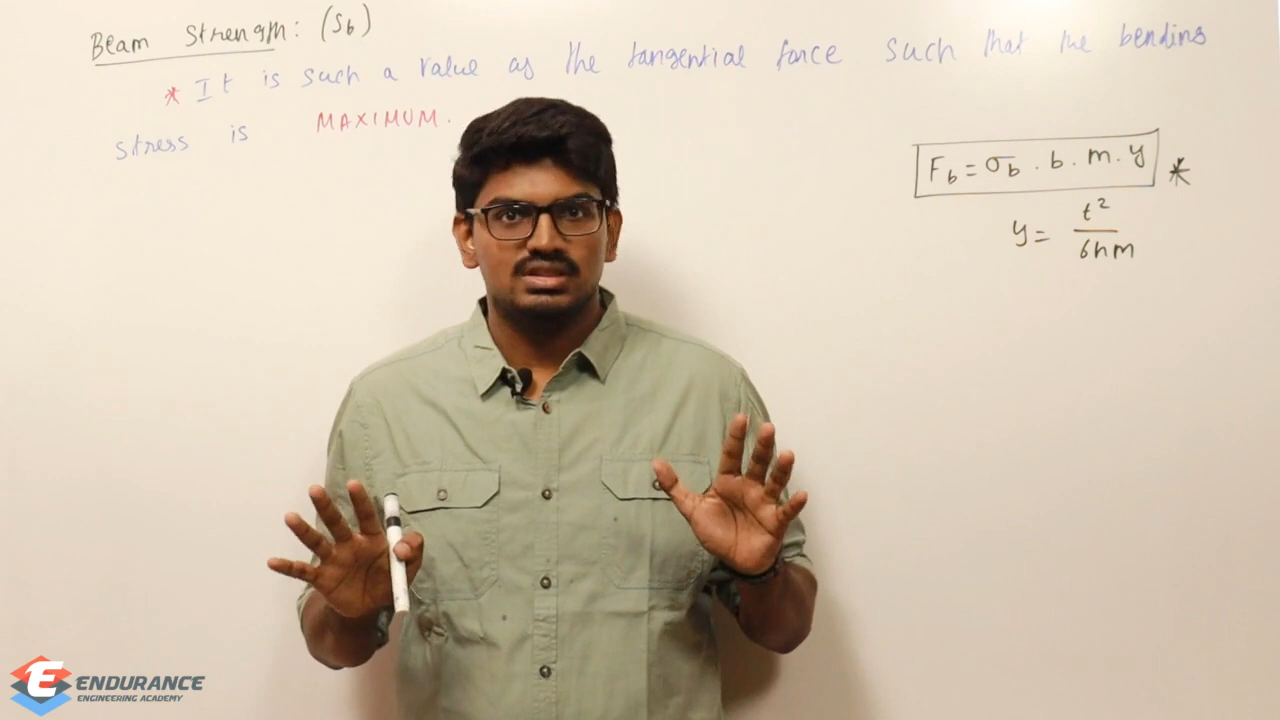 Beam Strength: (Sb)
* It is such a value as the tangential force such that the bending
stress is MAXIMUM.
Fb = σb . b . m . y *
y = t²/6hm
E ENDURANCE
ENGINEERING ACADEMY